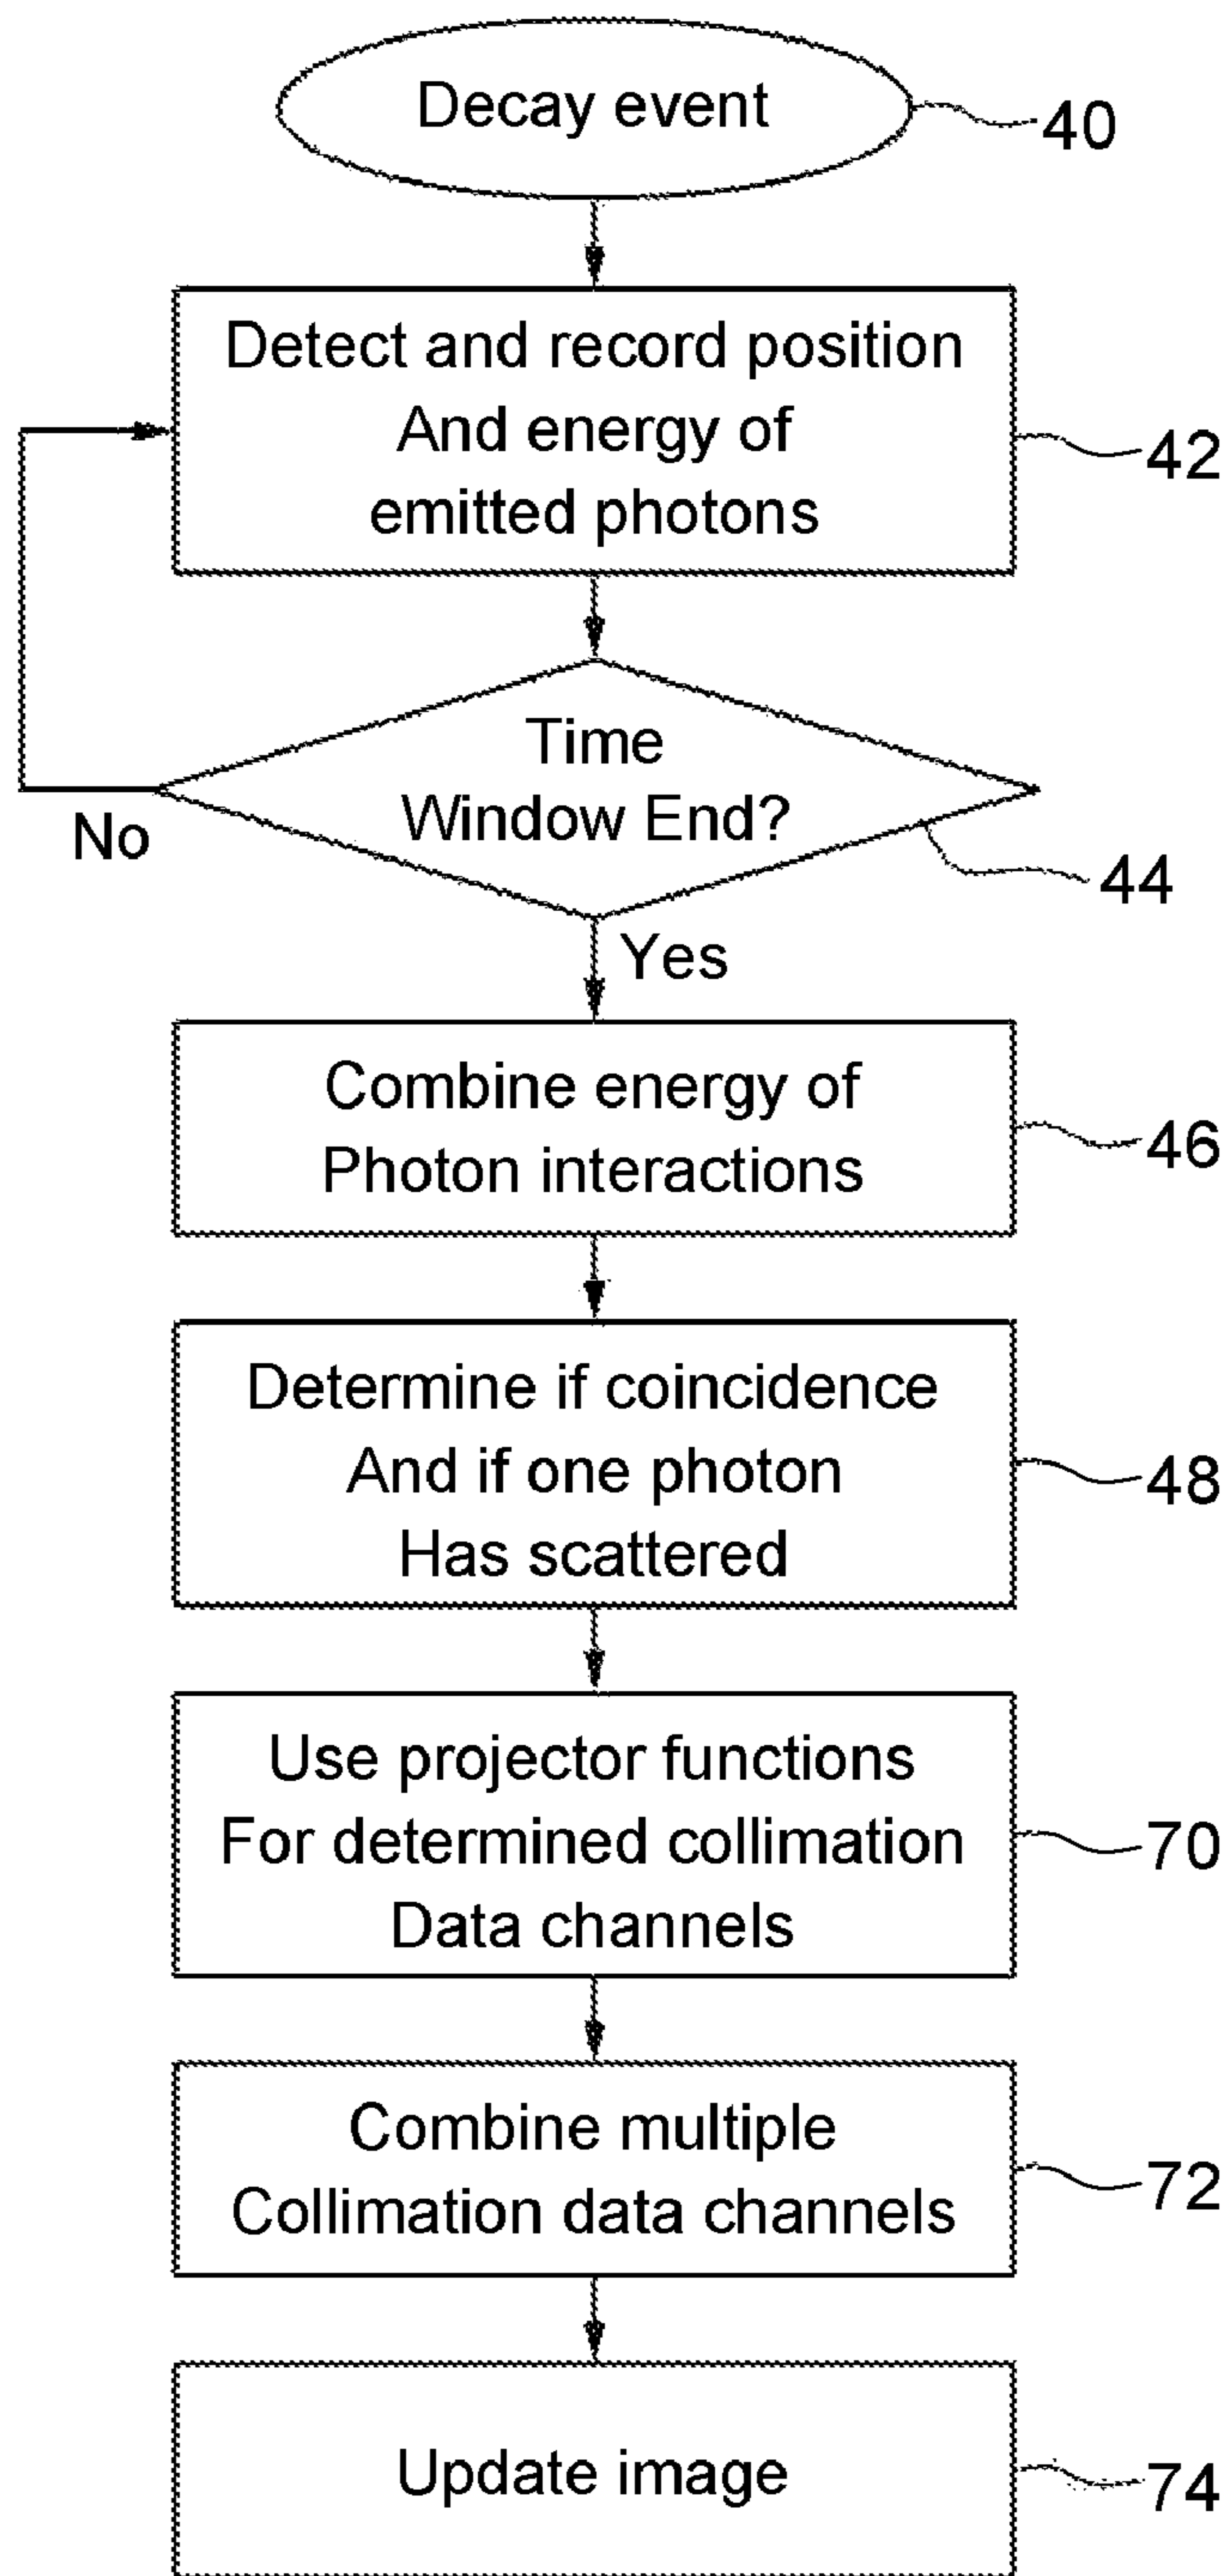 Decay event
40
Detect and record position
And energy of
emitted photons
42
Time
Window End?
44
No
Yes
Combine energy of
Photon interactions
46
Determine if coincidence
And if one photon
Has scattered
48
Use projector functions
For determined collimation
Data channels
70
Combine multiple
Collimation data channels
72
Update image
74